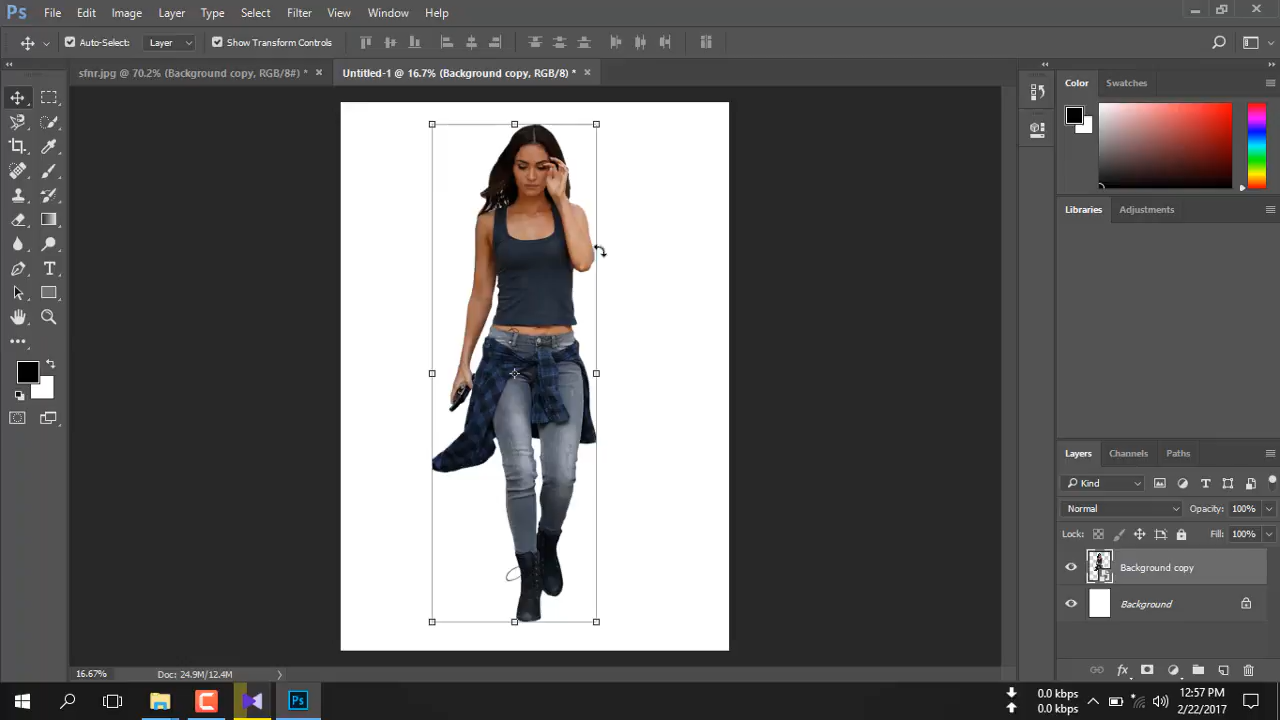 Ps File Edit Image Layer Type Select Filter View Window Help
Auto-Select: Layer Show Transform Controls
sfnr.jpg @ 70.2% (Background copy, RGB/8#) * × Untitled-1 @ 16.7% (Background copy, RGB/8) * ×
Color Swatches
Libraries Adjustments
T
Layers Channels Paths
Kind
Normal Opacity: 100%
Lock: Fill: 100%
Background copy
Background
16.67% Doc: 24.9M/12.4M
Ps 0.0 kbps 0.0 kbps 12:57 PM
2/22/2017